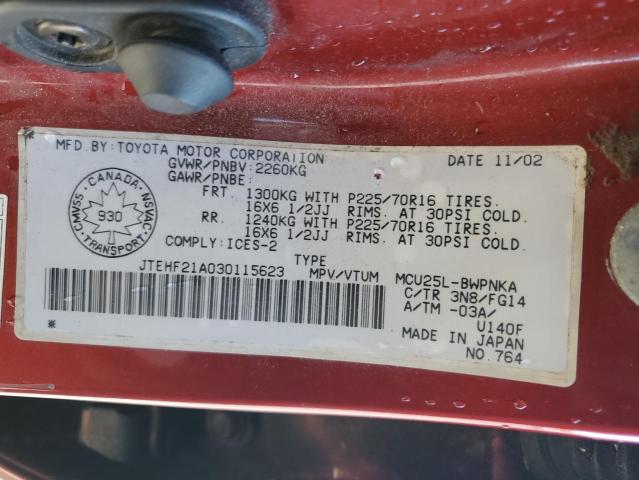 MFD.BY:TOYOTA MOTOR CORPORATION DATE 11/02
GVWR/PNBV:2260KG
GAWR/PNBE:
FRT. 1300KG WITH P225/70R16 TIRES.
16X6 1/2JJ RIMS. AT 30PSI COLD.
RR. 1240KG WITH P225/70R16 TIRES.
16X6 1/2JJ RIMS. AT 30PSI COLD.
COMPLY:ICES-2
CANADA
CMVSS 930 NSVAC
TRANSPORT
TYPE
JTEHF21A030115623 MPV/VTUM MCU25L-BWPNKA
C/TR 3N8/FG14
A/TM -03A/
U140F
MADE IN JAPAN
NO.764